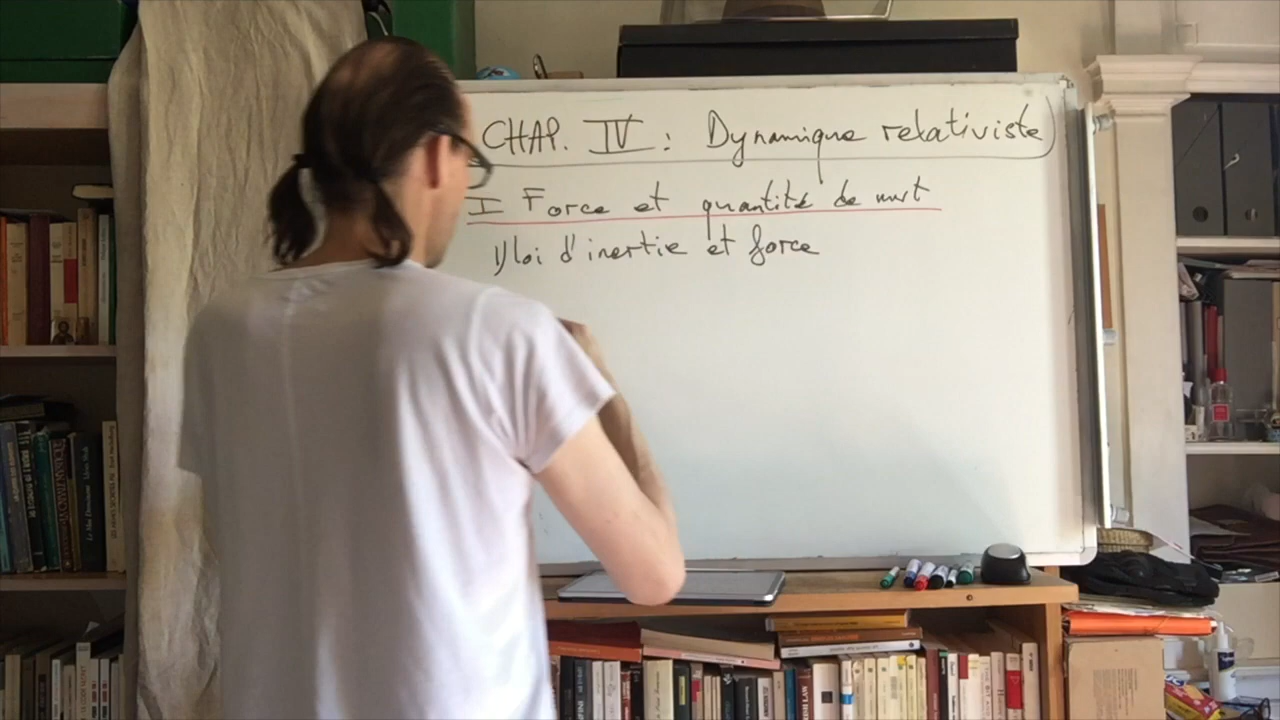 CHAP. IV : Dynamique relativiste
I Force et quantité de mvt
1) loi d'inertie et force